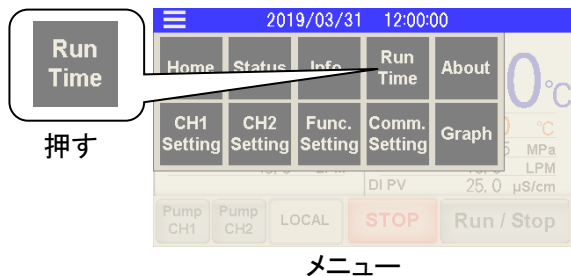 Run
Time
押す
2019/03/31 12:00:00
Home Status Info. Run Time About
CH1 Setting CH2 Setting Func. Setting Comm. Setting Graph
0℃
℃
MPa
LPM
DI PV 25.0 μS/cm
Pump CH1 Pump CH2 LOCAL STOP Run / Stop
メニュー